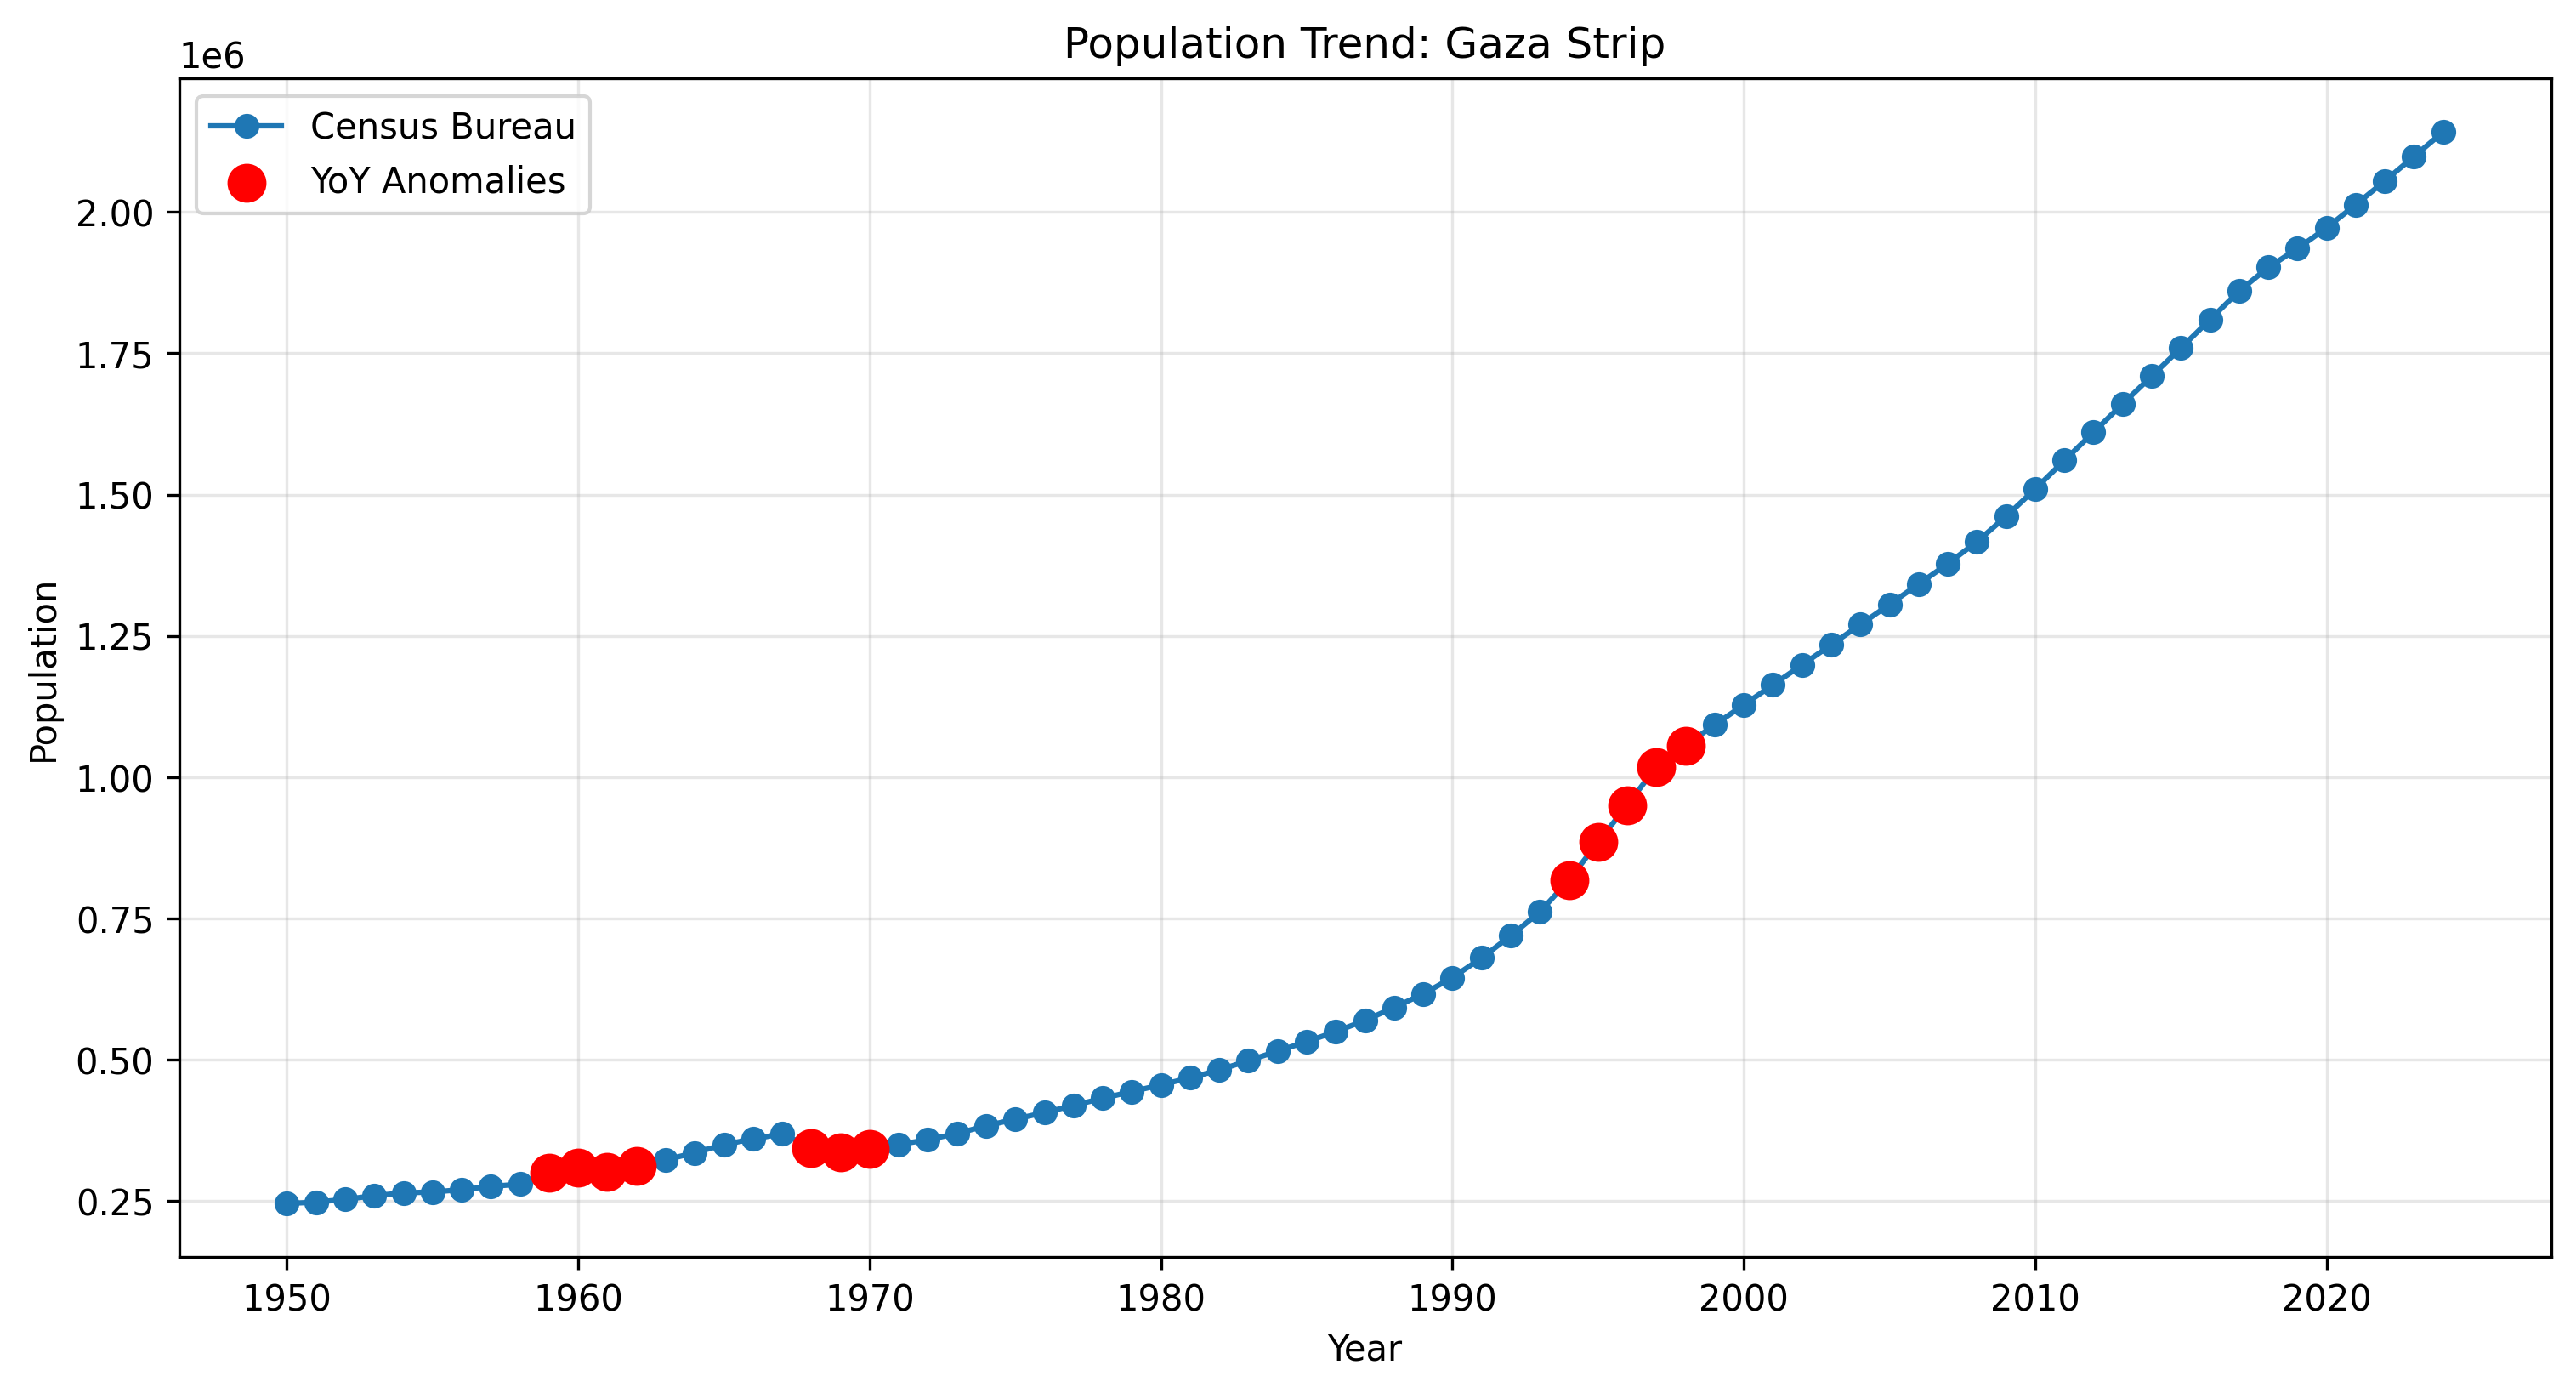 Population Trend: Gaza Strip
1e6
Census Bureau
YoY Anomalies
2.00
1.75
1.50
1.25
1.00
0.75
0.50
0.25
Population
1950 1960 1970 1980 1990 2000 2010 2020
Year